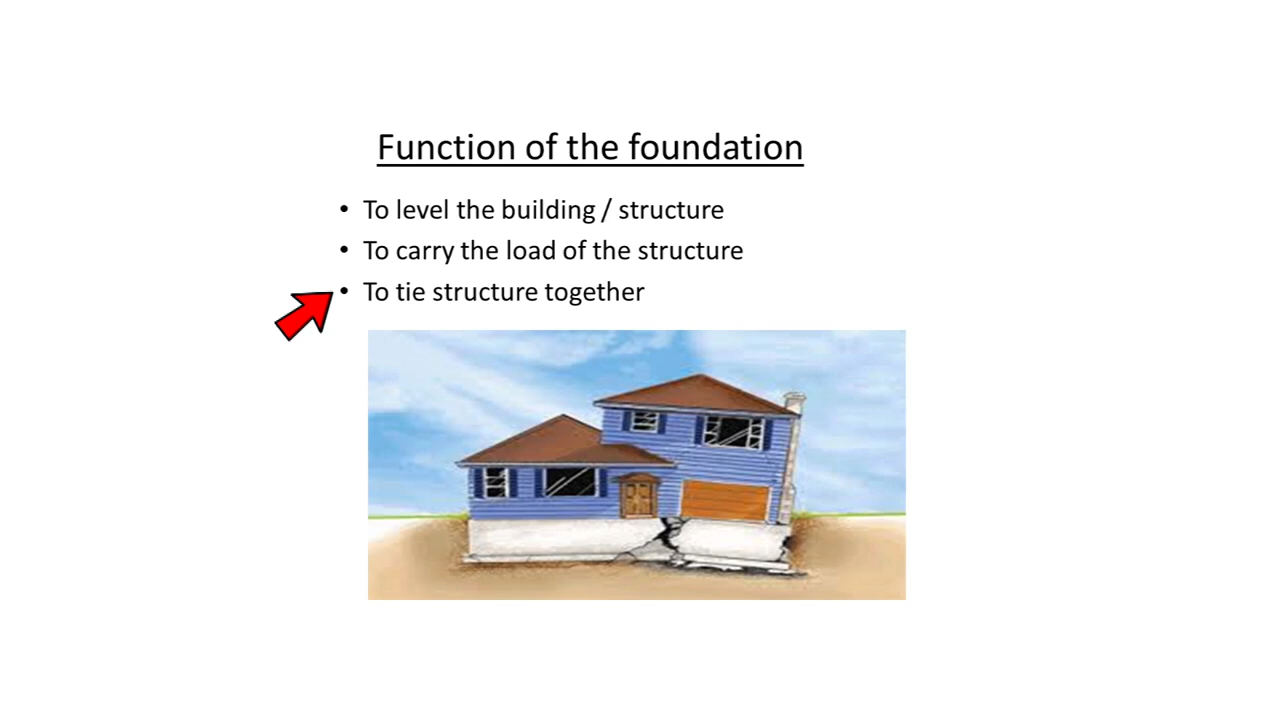 Function of the foundation
• To level the building / structure
• To carry the load of the structure
• To tie structure together